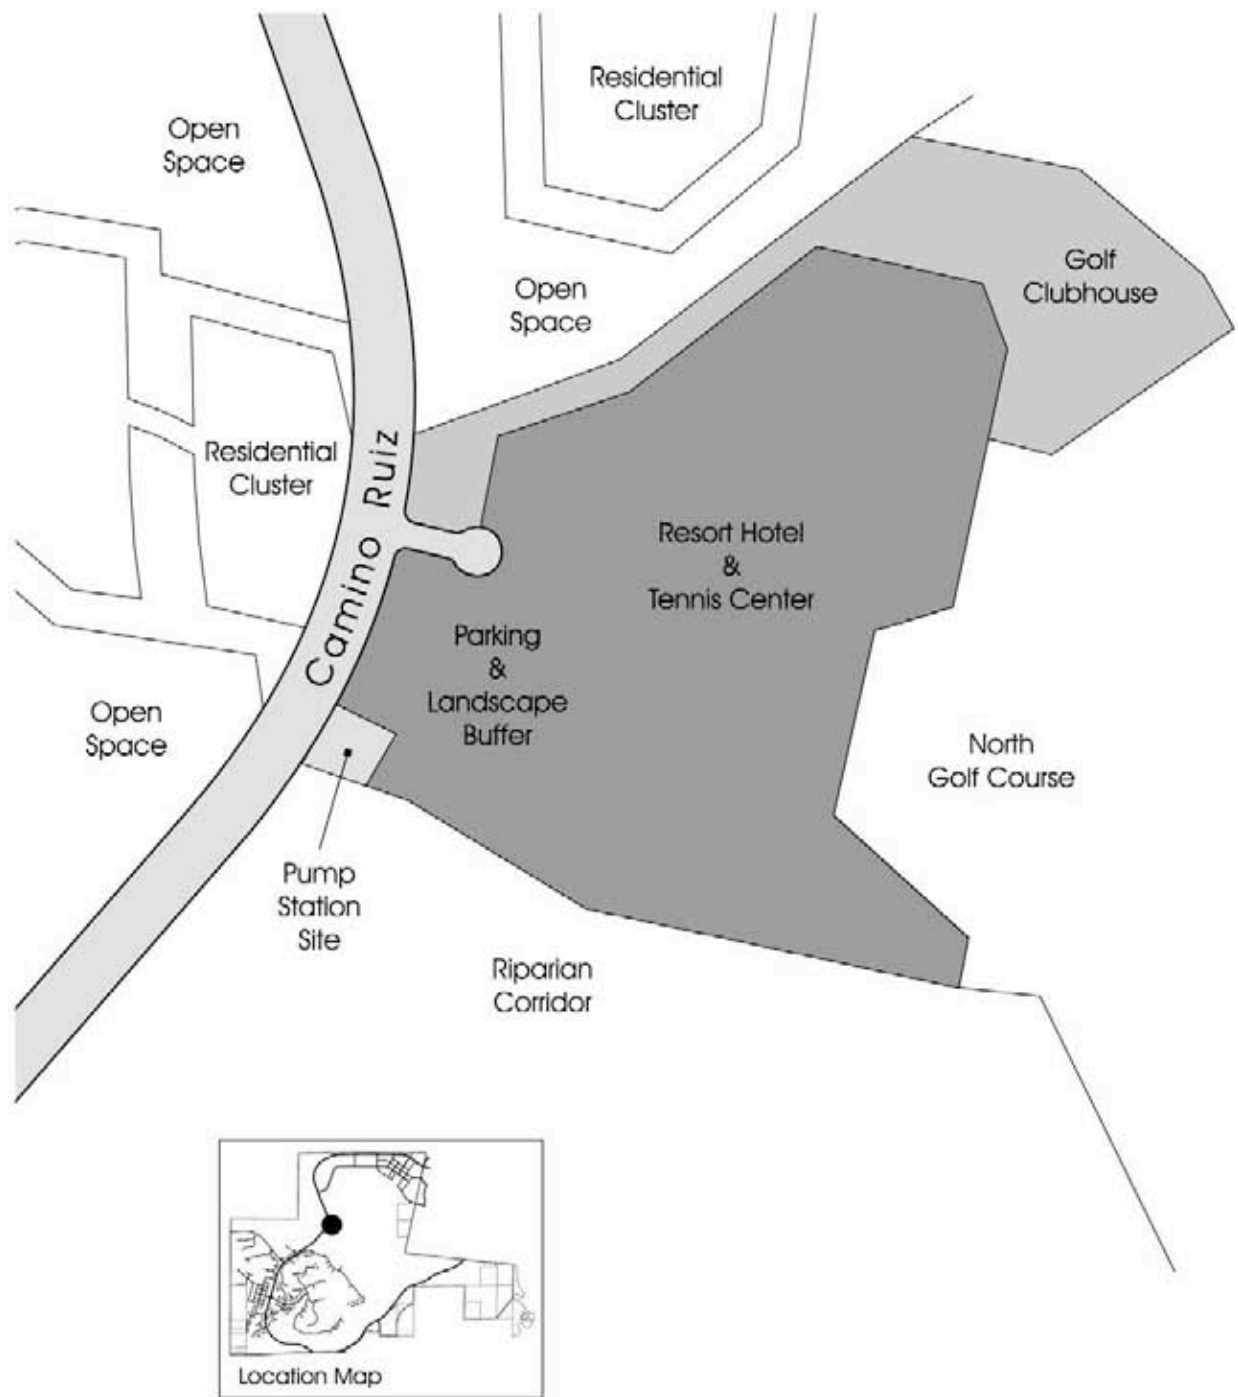 Residential
Cluster
Open
Space
Golf
Clubhouse
Open
Space
Residential
Cluster
Camino Ruiz
Resort Hotel
&
Tennis Center
Parking
&
Landscape
Buffer
Open
Space
North
Golf Course
Pump
Station
Site
Riparian
Corridor
Location Map